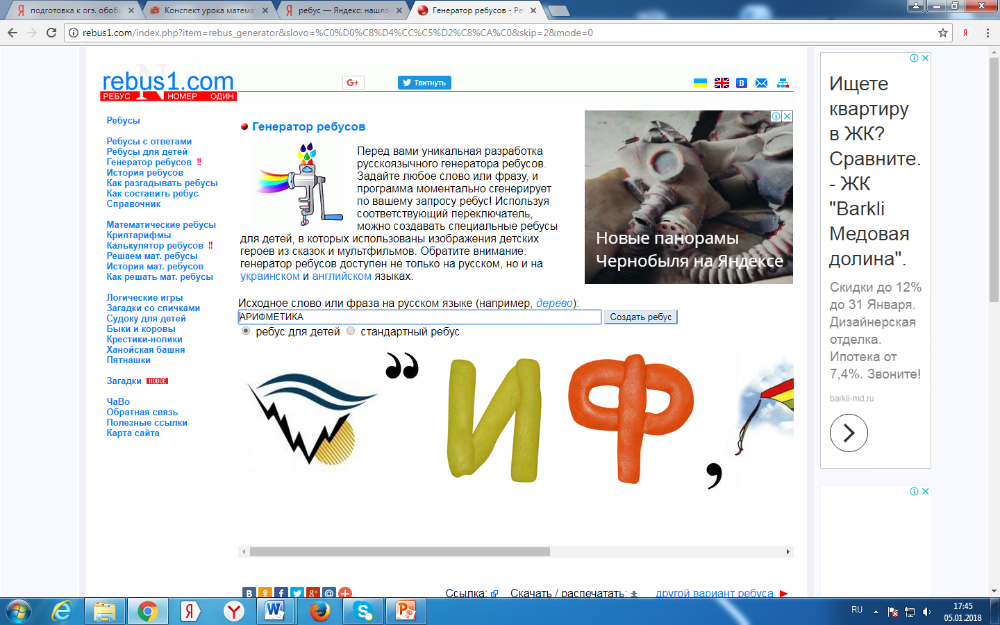 подготовка к огэ. обобщ
Конспект урока матема
ребус — Яндекс: нашло
Генератор ребусов - Ре
rebus1.com/index.php?item=rebus_generator&slovo=%C0%D0%C8%D4%CC%C5%D2%C8%CA%C0&skip=2&mode=0
rebus1.com
РЕБУС N НОМЕР ОДИН
G+
Твитнуть
Ребусы
Ребусы с ответами
Ребусы для детей
Генератор ребусов !!
История ребусов
Как разгадывать ребусы
Как составить ребус
Справочник
Математические ребусы
Криптарифмы
Калькулятор ребусов !!
Решаем мат. ребусы
История мат. ребусов
Как решать мат. ребусы
Логические игры
Загадки со спичками
Судоку для детей
Быки и коровы
Крестики-нолики
Ханойская башня
Пятнашки
Загадки НОВОЕ
ЧаВо
Обратная связь
Полезные ссылки
Карта сайта
Генератор ребусов
Перед вами уникальная разработка
русскоязычного генератора ребусов.
Задайте любое слово или фразу, и
программа моментально сгенерирует
по вашему запросу ребус! Используя
соответствующий переключатель,
можно создавать специальные ребусы
для детей, в которых использованы изображения детских
героев из сказок и мультфильмов. Обратите внимание:
генератор ребусов доступен не только на русском, но и на
украинском и английском языках.
Новые панорамы
Чернобыля на Яндексе
Исходное слово или фраза на русском языке (например, дерево):
АРИФМЕТИКА
Создать ребус
ребус для детей
стандартный ребус
„ И Ф ,
Ссылка:
Скачать / распечатать:
другой вариант ребуса
Ищете
квартиру
в ЖК?
Сравните.
- ЖК
"Barkli
Медовая
долина".
Скидки до 12%
до 31 Января.
Дизайнерская
отделка.
Ипотека от
7,4%. Звоните!
barkli-md.ru
RU
17:45
05.01.2018